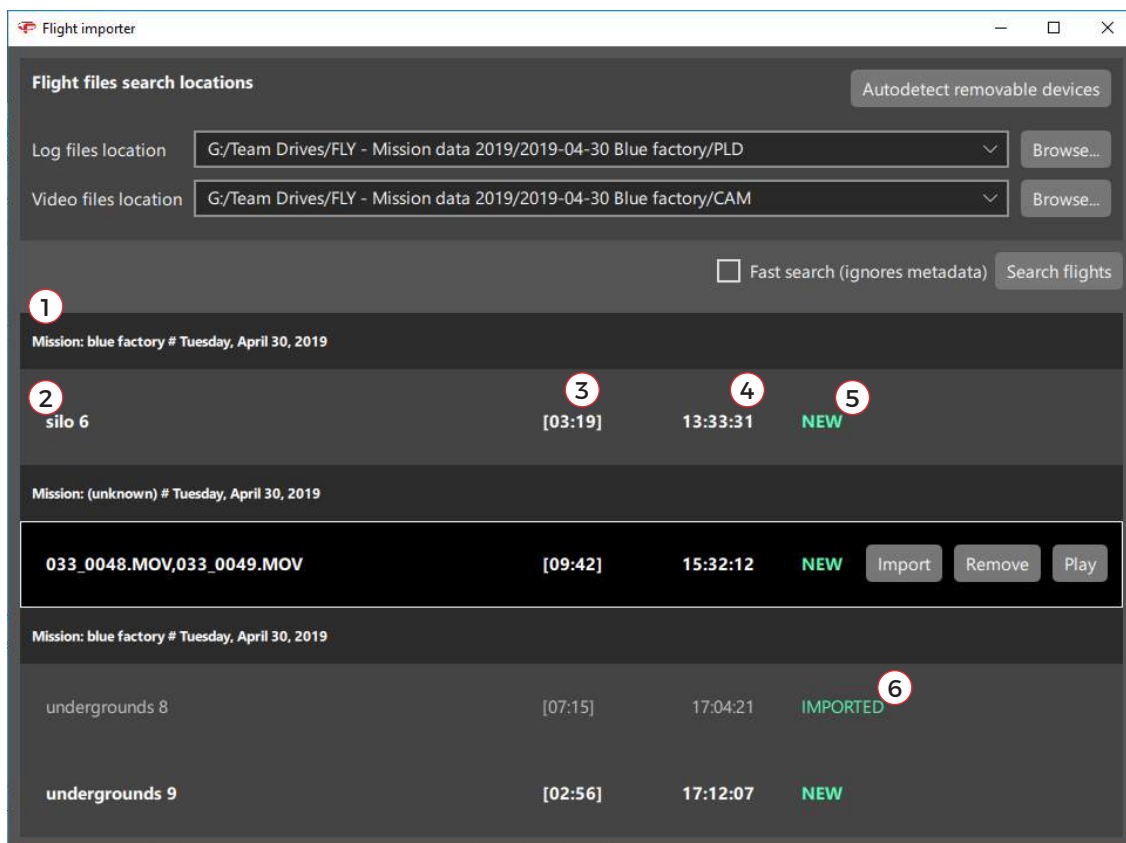 Flight importer
Flight files search locations
Autodetect removable devices
Log files location G:/Team Drives/FLY - Mission data 2019/2019-04-30 Blue factory/PLD Browse...
Video files location G:/Team Drives/FLY - Mission data 2019/2019-04-30 Blue factory/CAM Browse...
Fast search (ignores metadata) Search flights
1
Mission: blue factory # Tuesday, April 30, 2019
2 3 4 5
silo 6 [03:19] 13:33:31 NEW
Mission: (unknown) # Tuesday, April 30, 2019
033_0048.MOV,033_0049.MOV [09:42] 15:32:12 NEW Import Remove Play
Mission: blue factory # Tuesday, April 30, 2019
6
undergrounds 8 [07:15] 17:04:21 IMPORTED
undergrounds 9 [02:56] 17:12:07 NEW